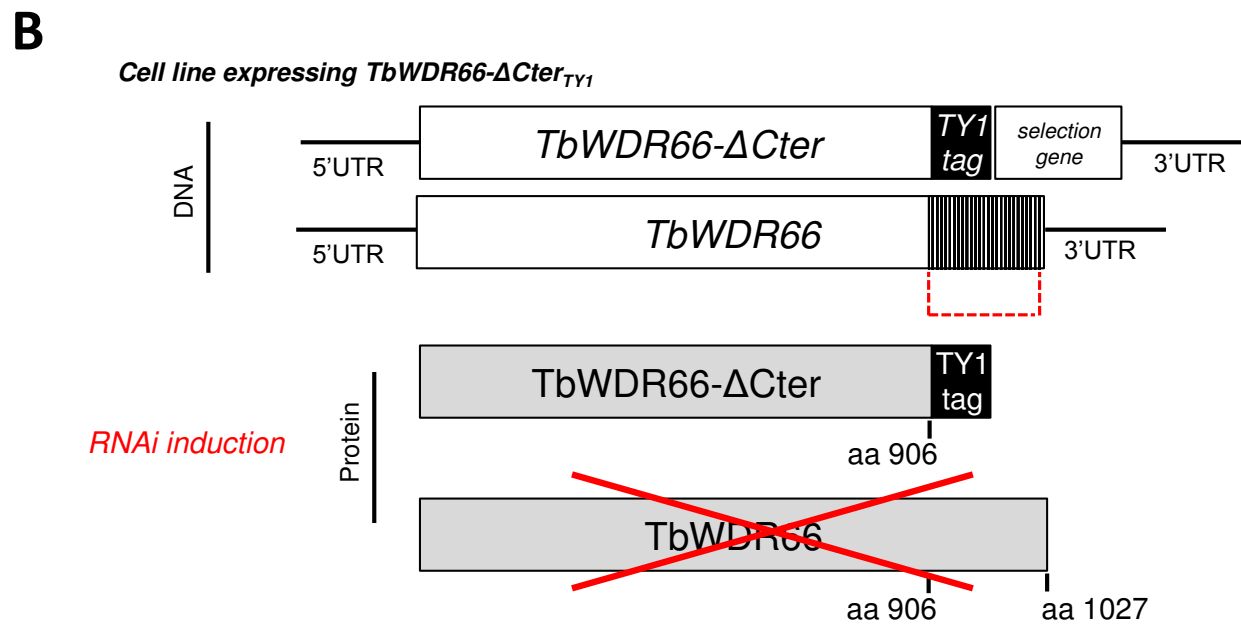 B
Cell line expressing TbWDR66-ΔCterTY1
DNA
TbWDR66-ΔCter
TY1
tag
selection
gene
5’UTR
3’UTR
TbWDR66
5’UTR
3’UTR
RNAi induction
Protein
TbWDR66-ΔCter
TY1
tag
aa 906
TbWDR66
aa 906
aa 1027